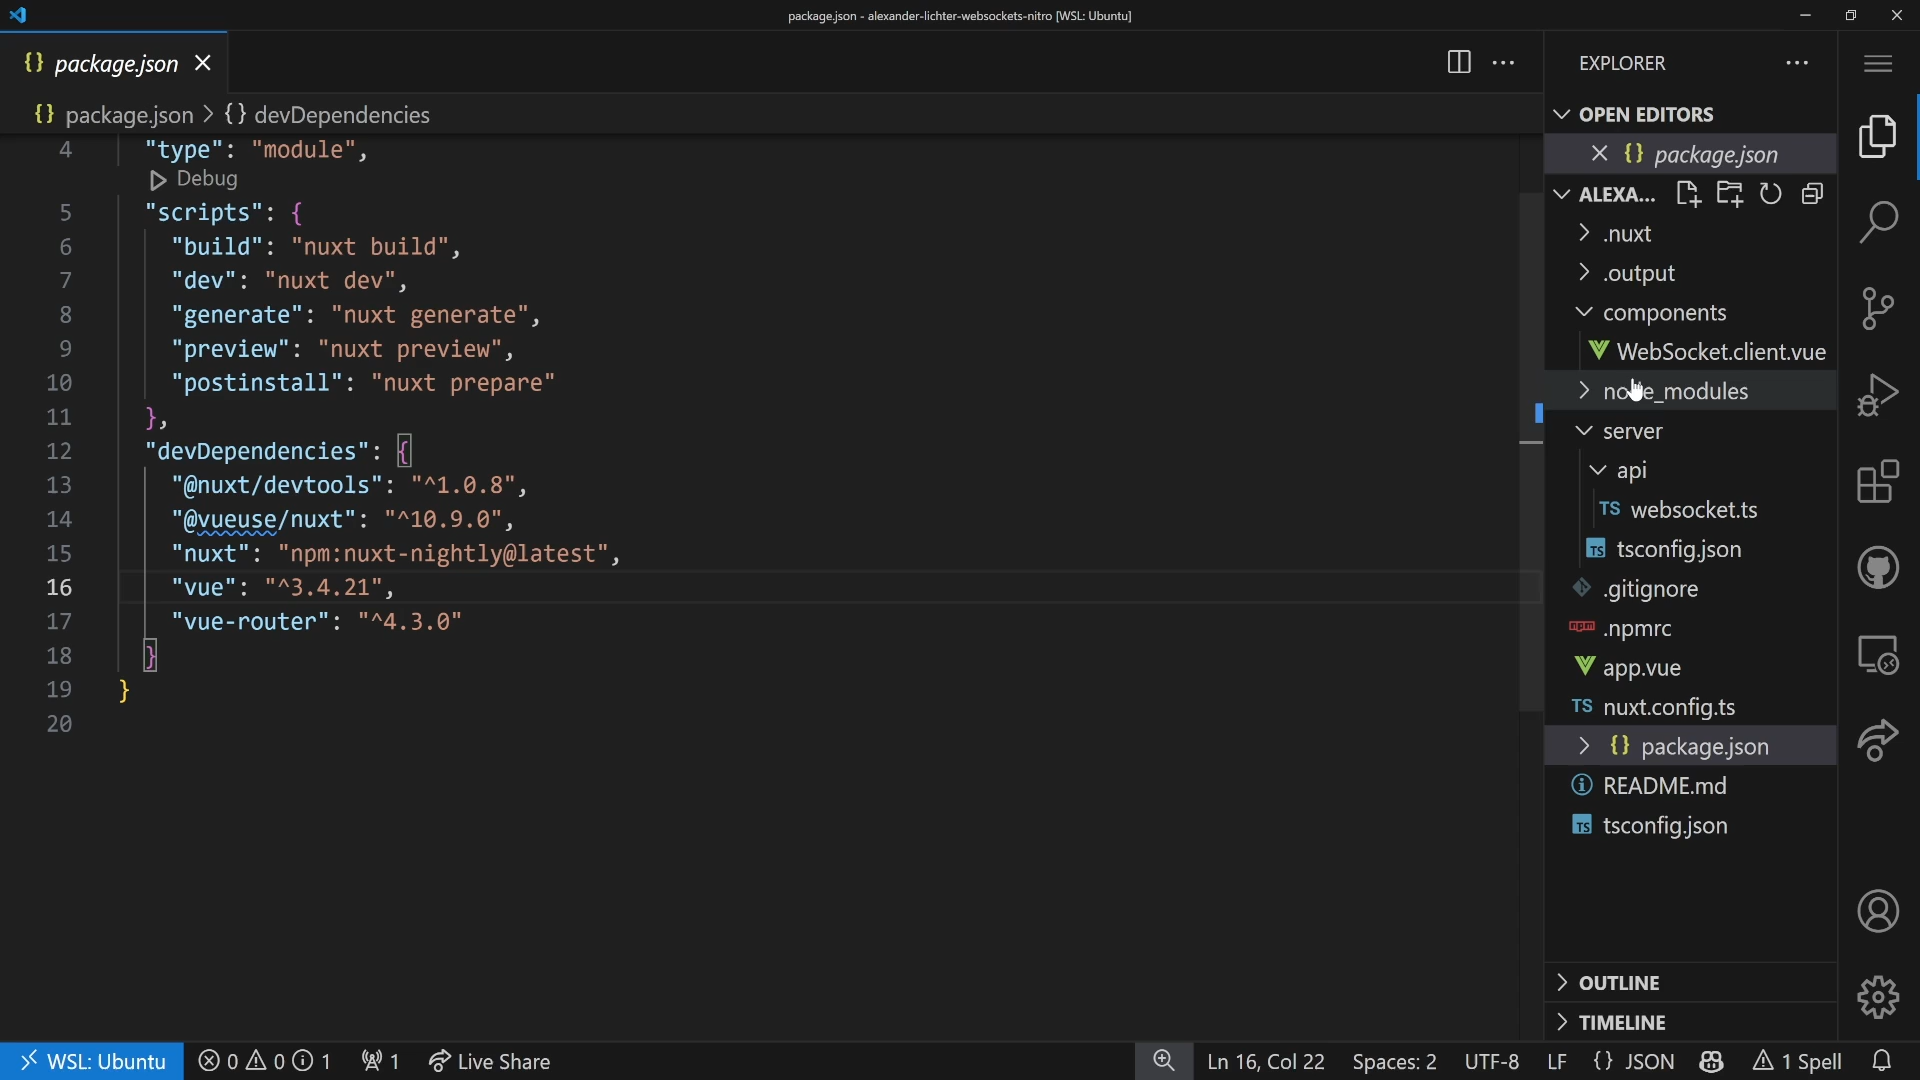 package.json - alexander-lichter-websockets-nitro [WSL: Ubuntu]
{} package.json
{} package.json > {} devDependencies
4 "type": "module",
Debug
5 "scripts": {
6 "build": "nuxt build",
7 "dev": "nuxt dev",
8 "generate": "nuxt generate",
9 "preview": "nuxt preview",
10 "postinstall": "nuxt prepare"
11 },
12 "devDependencies": {
13 "@nuxt/devtools": "^1.0.8",
14 "@vueuse/nuxt": "^10.9.0",
15 "nuxt": "npm:nuxt-nightly@latest",
16 "vue": "^3.4.21",
17 "vue-router": "^4.3.0"
18 }
19 }
20
EXPLORER
OPEN EDITORS
{} package.json
ALEXA...
.nuxt
.output
components
WebSocket.client.vue
server
api
TS websocket.ts
TS tsconfig.json
.gitignore
.npmrc
app.vue
TS nuxt.config.ts
{} package.json
README.md
TS tsconfig.json
OUTLINE
TIMELINE
WSL: Ubuntu
0 0 1
1
Live Share
Ln 16, Col 22
Spaces: 2
UTF-8
LF
{} JSON
1 Spell